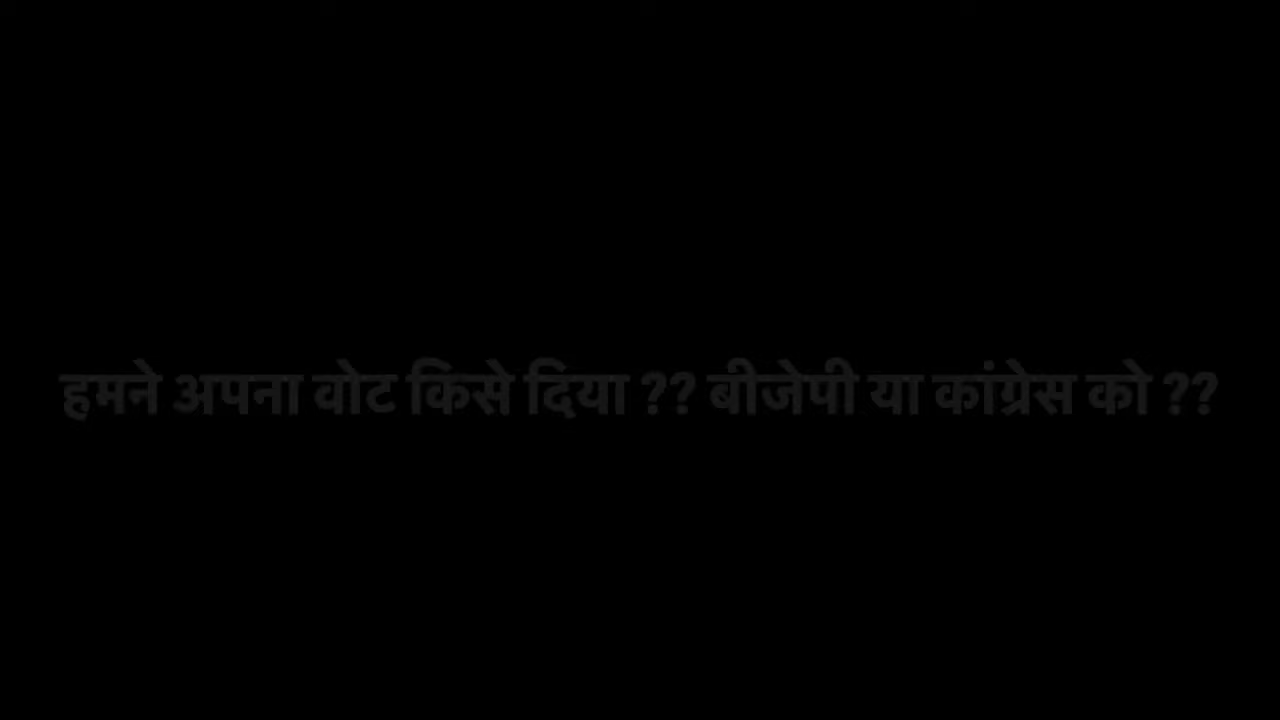 हमने अपना वोट किसे दिया ?? बीजेपी या कांग्रेस को ??